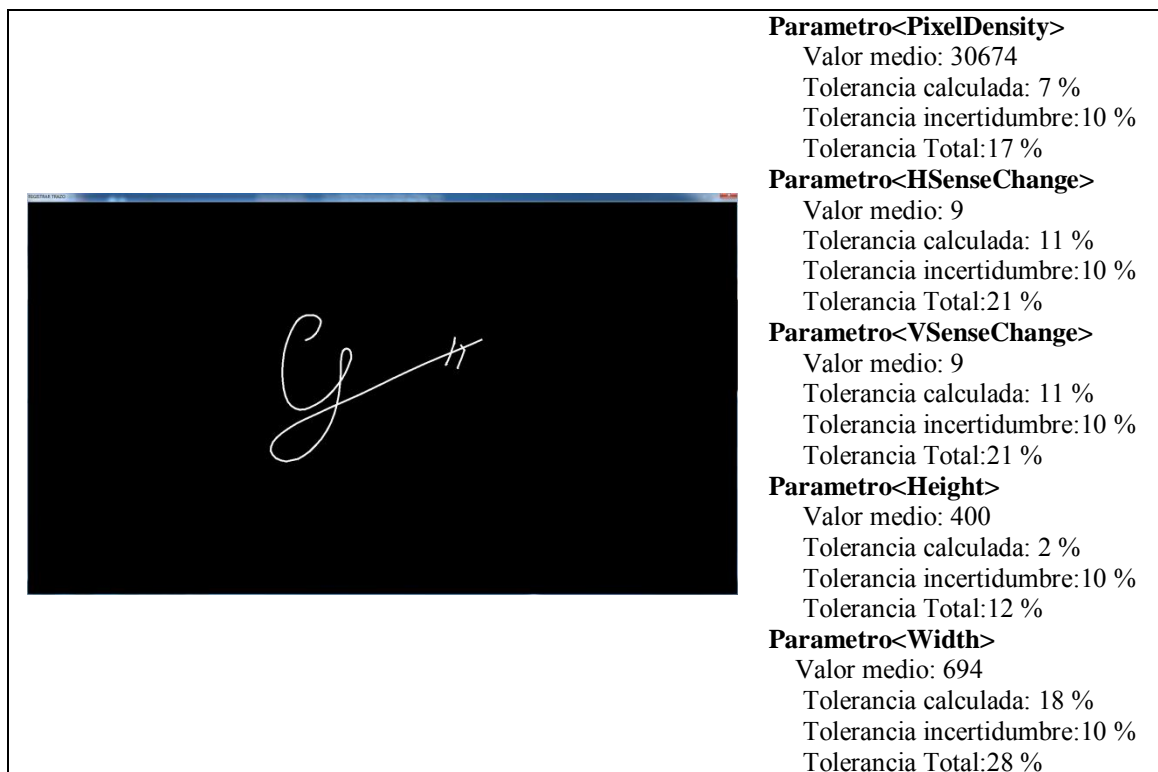 Parametro<PixelDensity>
Valor medio: 30674
Tolerancia calculada: 7 %
Tolerancia incertidumbre:10 %
Tolerancia Total:17 %
Parametro<HSenseChange>
Valor medio: 9
Tolerancia calculada: 11 %
Tolerancia incertidumbre:10 %
Tolerancia Total:21 %
Parametro<VSenseChange>
Valor medio: 9
Tolerancia calculada: 11 %
Tolerancia incertidumbre:10 %
Tolerancia Total:21 %
Parametro<Height>
Valor medio: 400
Tolerancia calculada: 2 %
Tolerancia incertidumbre:10 %
Tolerancia Total:12 %
Parametro<Width>
Valor medio: 694
Tolerancia calculada: 18 %
Tolerancia incertidumbre:10 %
Tolerancia Total:28 %
REGISTRAR TRAZO